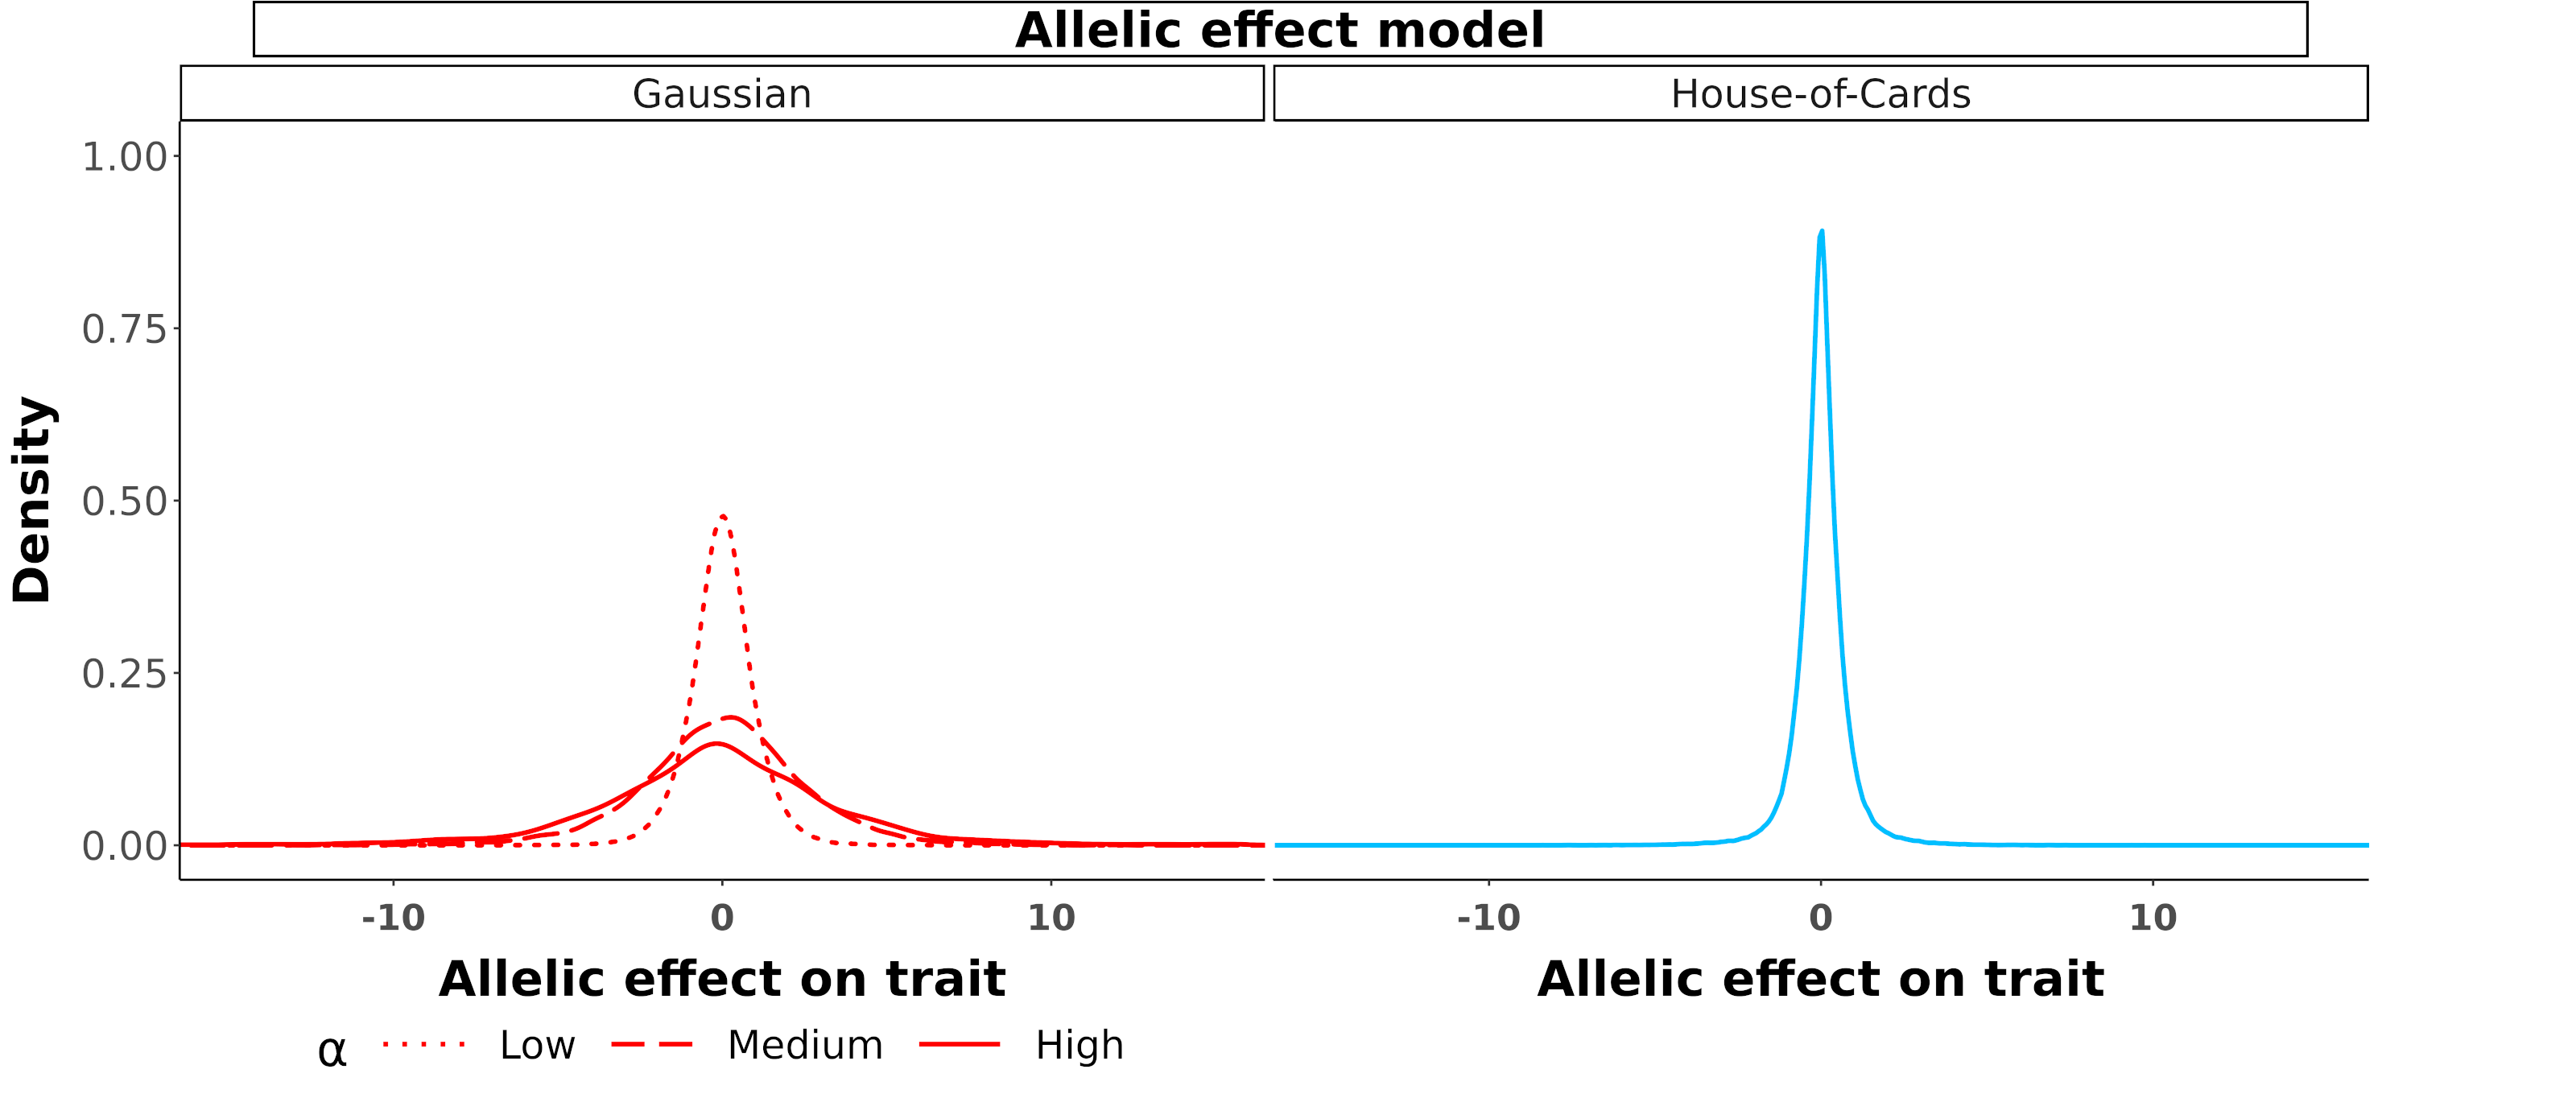 Allelic effect model
Gaussian
House-of-Cards
1.00
0.75
0.50
0.25
0.00
Density
-10 0 10
-10 0 10
Allelic effect on trait
Allelic effect on trait
α Low Medium High